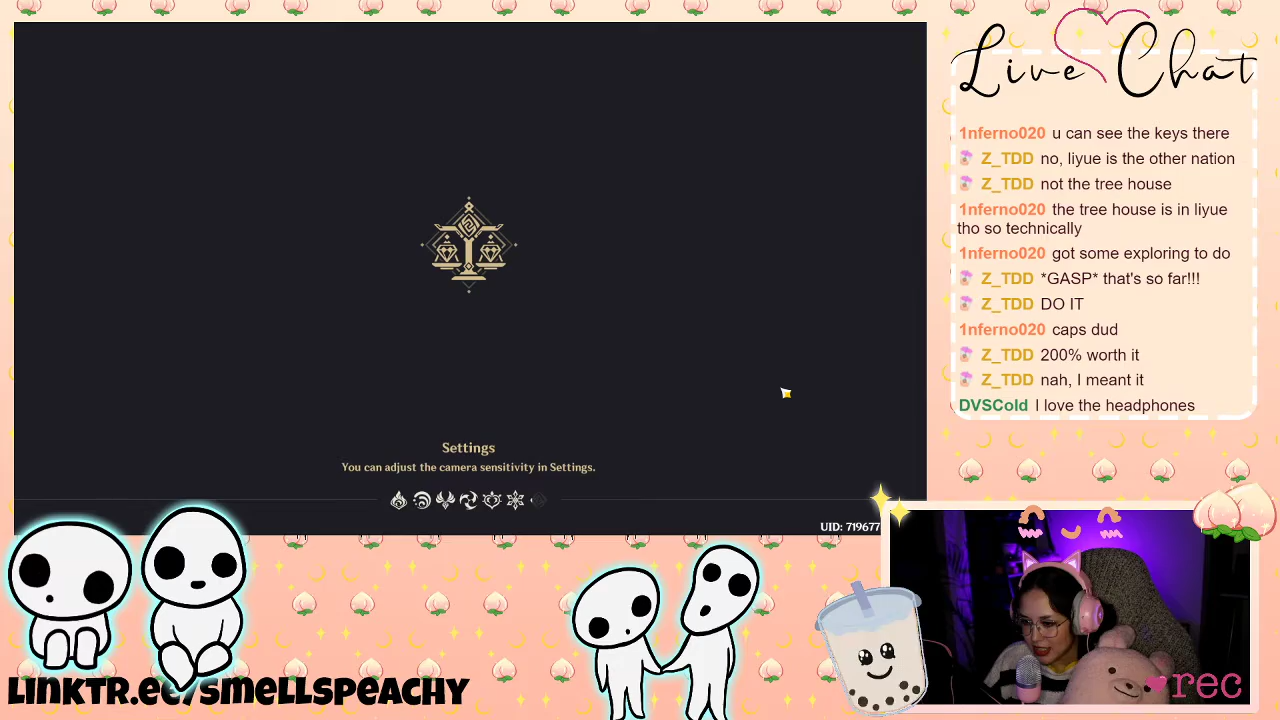 Live Chat
1nferno020 u can see the keys there
Z_TDD no, liyue is the other nation
Z_TDD not the tree house
1nferno020 the tree house is in liyue
tho so technically
1nferno020 got some exploring to do
Z_TDD *GASP* that's so far!!!
Z_TDD DO IT
1nferno020 caps dud
Z_TDD 200% worth it
Z_TDD nah, I meant it
DVSCold I love the headphones
Settings
You can adjust the camera sensitivity in Settings.
UID: 719677
LINKTR.EE/SMELLSPEACHY
rec